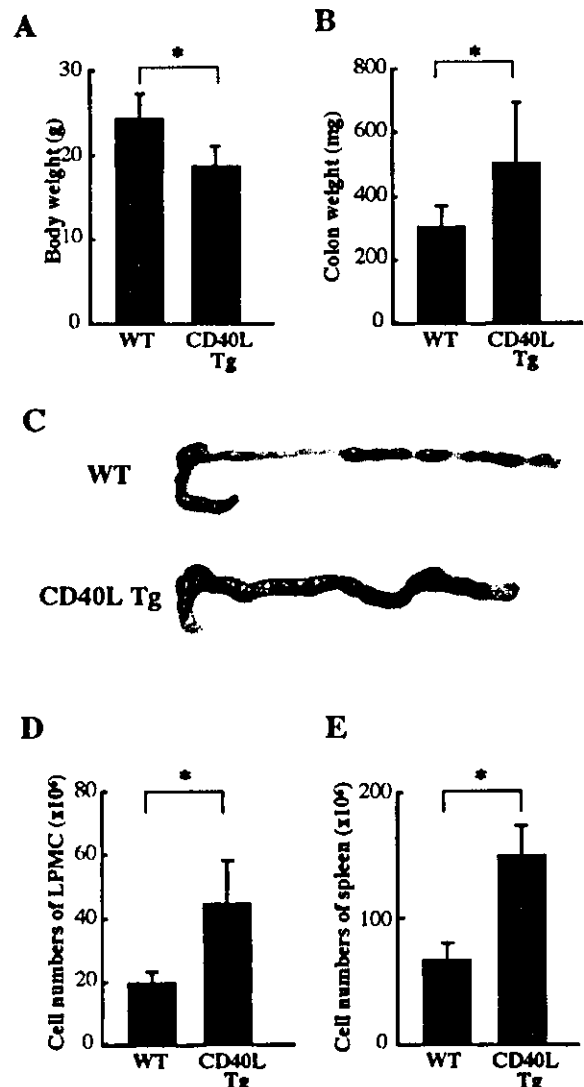 A
*
Body weight (g)
30
20
10
0
WT
CD40L
Tg
B
*
Colon weight (mg)
800
600
400
200
0
WT
CD40L
Tg
C
WT
CD40L Tg
D
*
Cell numbers of LPMC (x10⁶)
80
60
40
20
0
WT
CD40L
Tg
E
*
Cell numbers of spleen (x10⁶)
200
100
0
WT
CD40L
Tg